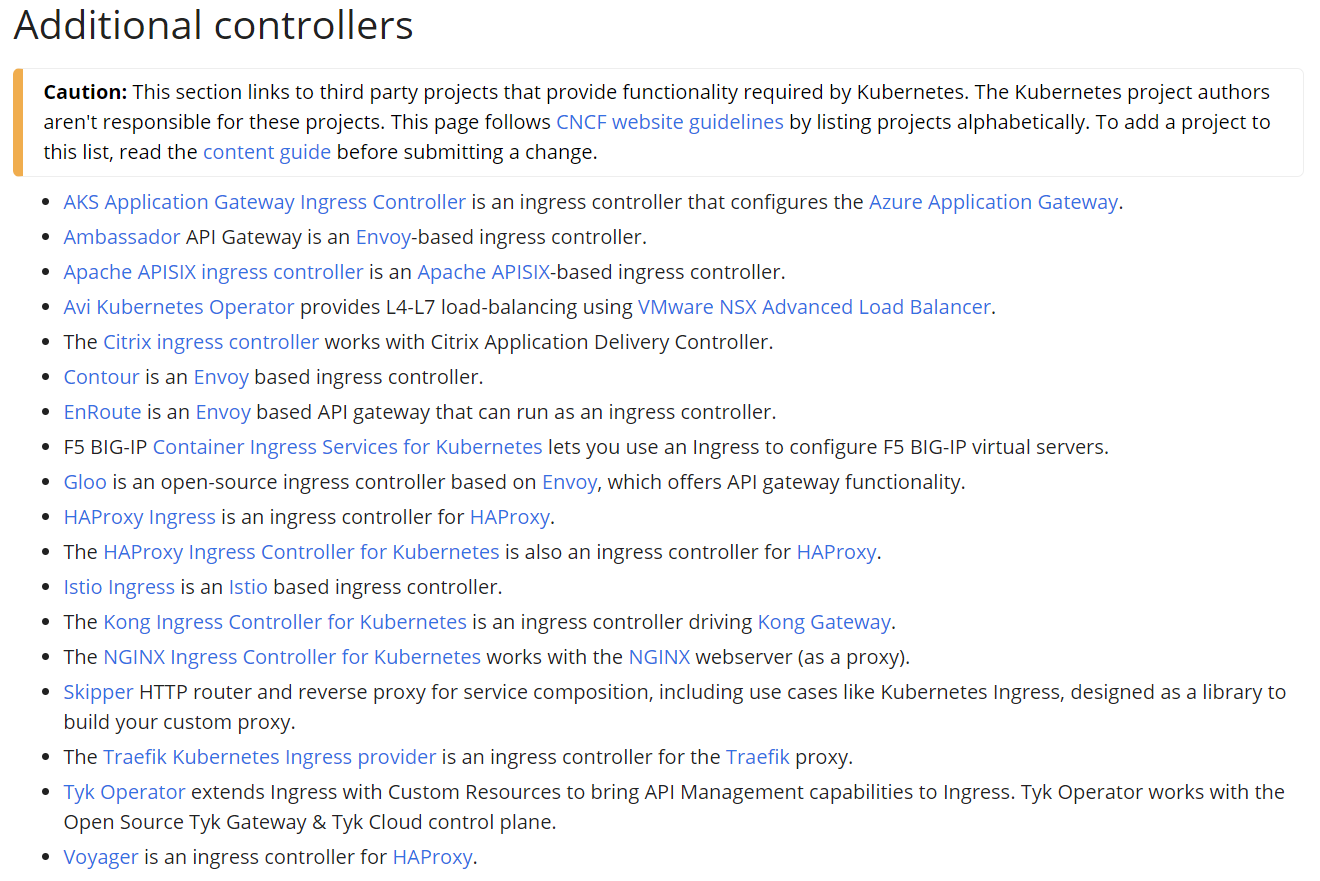 Additional controllers
Caution: This section links to third party projects that provide functionality required by Kubernetes. The Kubernetes project authors
aren't responsible for these projects. This page follows CNCF website guidelines by listing projects alphabetically. To add a project to
this list, read the content guide before submitting a change.
• AKS Application Gateway Ingress Controller is an ingress controller that configures the Azure Application Gateway.
• Ambassador API Gateway is an Envoy-based ingress controller.
• Apache APISIX ingress controller is an Apache APISIX-based ingress controller.
• Avi Kubernetes Operator provides L4-L7 load-balancing using VMware NSX Advanced Load Balancer.
• The Citrix ingress controller works with Citrix Application Delivery Controller.
• Contour is an Envoy based ingress controller.
• EnRoute is an Envoy based API gateway that can run as an ingress controller.
• F5 BIG-IP Container Ingress Services for Kubernetes lets you use an Ingress to configure F5 BIG-IP virtual servers.
• Gloo is an open-source ingress controller based on Envoy, which offers API gateway functionality.
• HAProxy Ingress is an ingress controller for HAProxy.
• The HAProxy Ingress Controller for Kubernetes is also an ingress controller for HAProxy.
• Istio Ingress is an Istio based ingress controller.
• The Kong Ingress Controller for Kubernetes is an ingress controller driving Kong Gateway.
• The NGINX Ingress Controller for Kubernetes works with the NGINX webserver (as a proxy).
• Skipper HTTP router and reverse proxy for service composition, including use cases like Kubernetes Ingress, designed as a library to
build your custom proxy.
• The Traefik Kubernetes Ingress provider is an ingress controller for the Traefik proxy.
• Tyk Operator extends Ingress with Custom Resources to bring API Management capabilities to Ingress. Tyk Operator works with the
Open Source Tyk Gateway & Tyk Cloud control plane.
• Voyager is an ingress controller for HAProxy.